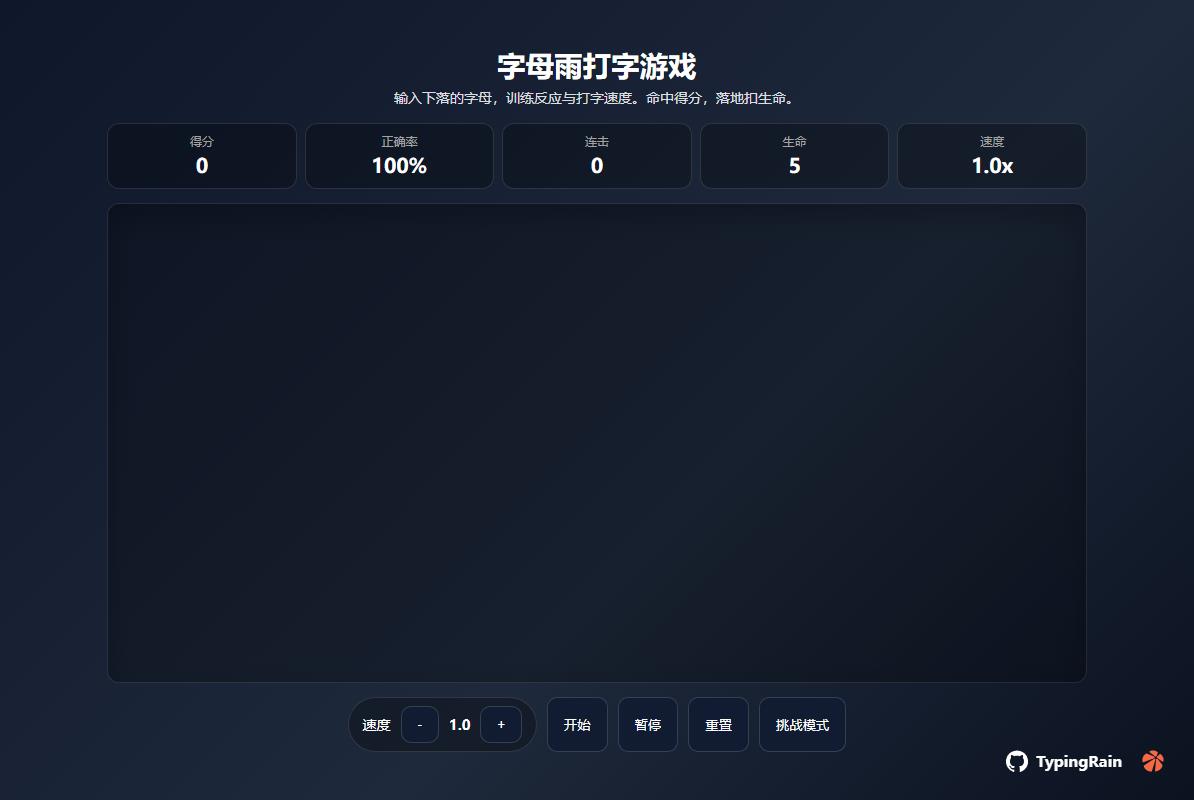 字母雨打字游戏
输入下落的字母，训练反应与打字速度。命中得分，落地扣生命。
得分 正确率 连击 生命 速度
0 100% 0 5 1.0x
速度 - 1.0 + 开始 暂停 重置 挑战模式
TypingRain